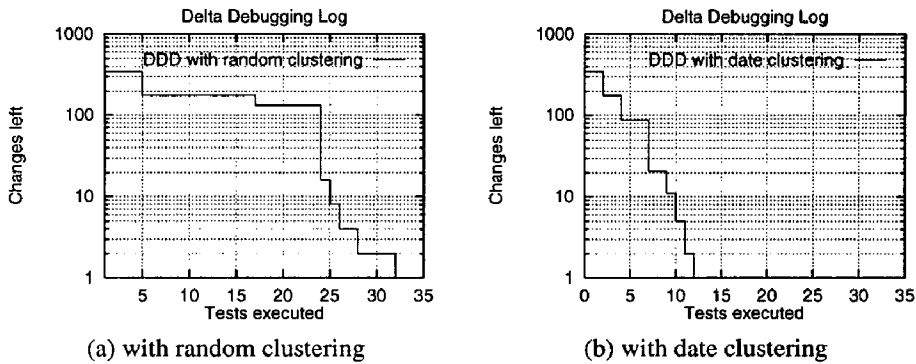 Delta Debugging Log
1000
DDD with random clustering
100
10
1
Changes left
5 10 15 20 25 30 35
Tests executed
(a) with random clustering
Delta Debugging Log
1000
DDD with date clustering
100
10
1
Changes left
0 5 10 15 20 25 30 35
Tests executed
(b) with date clustering